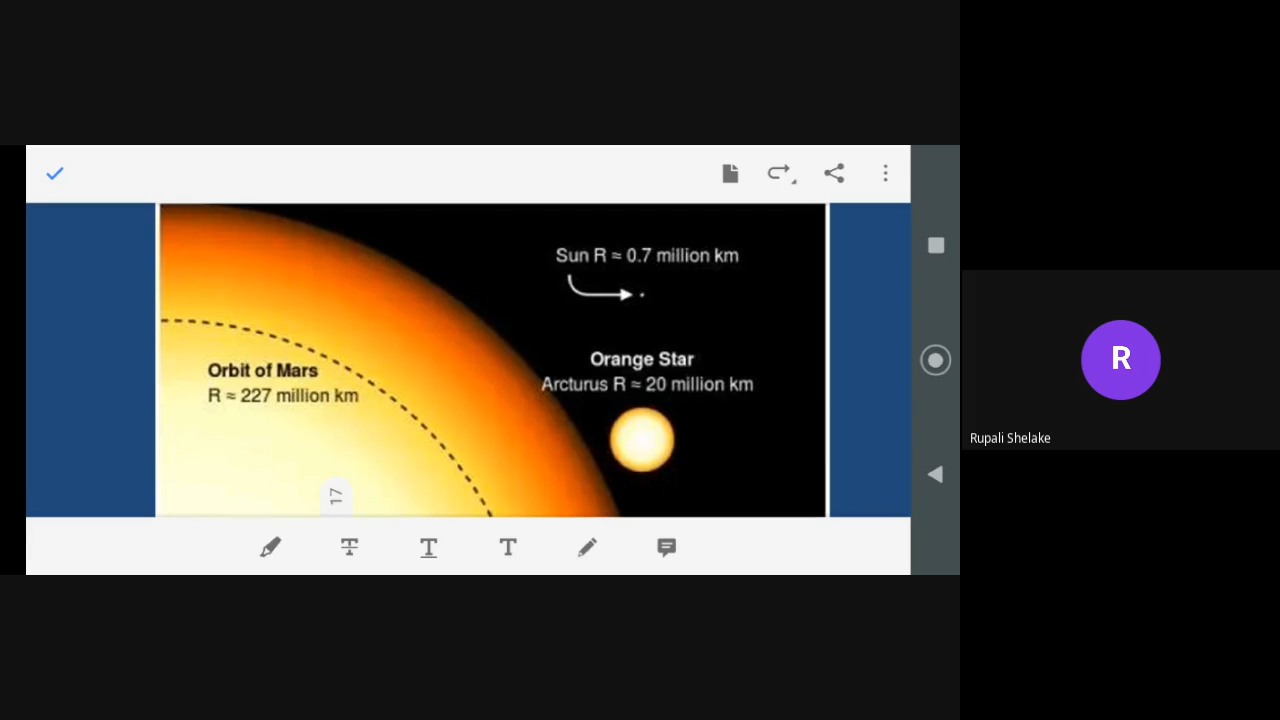 Sun R ≈ 0.7 million km
Orange Star
Arcturus R ≈ 20 million km
Orbit of Mars
R ≈ 227 million km
17
R
Rupali Shelake